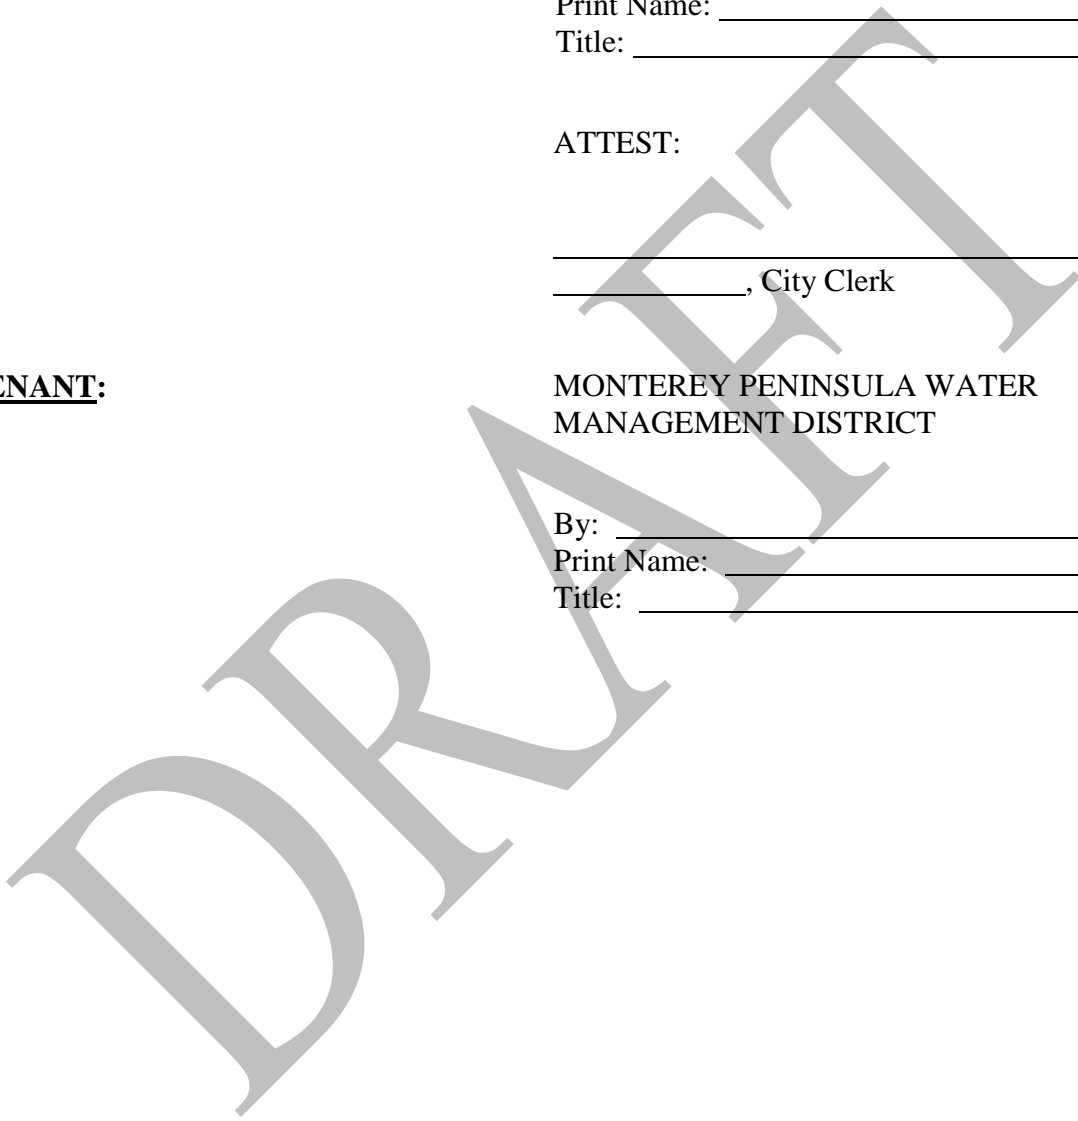 Print Name:
Title:
ATTEST:
, City Clerk
ENANT: MONTEREY PENINSULA WATER
MANAGEMENT DISTRICT
By:
Print Name:
Title:
DRAFT